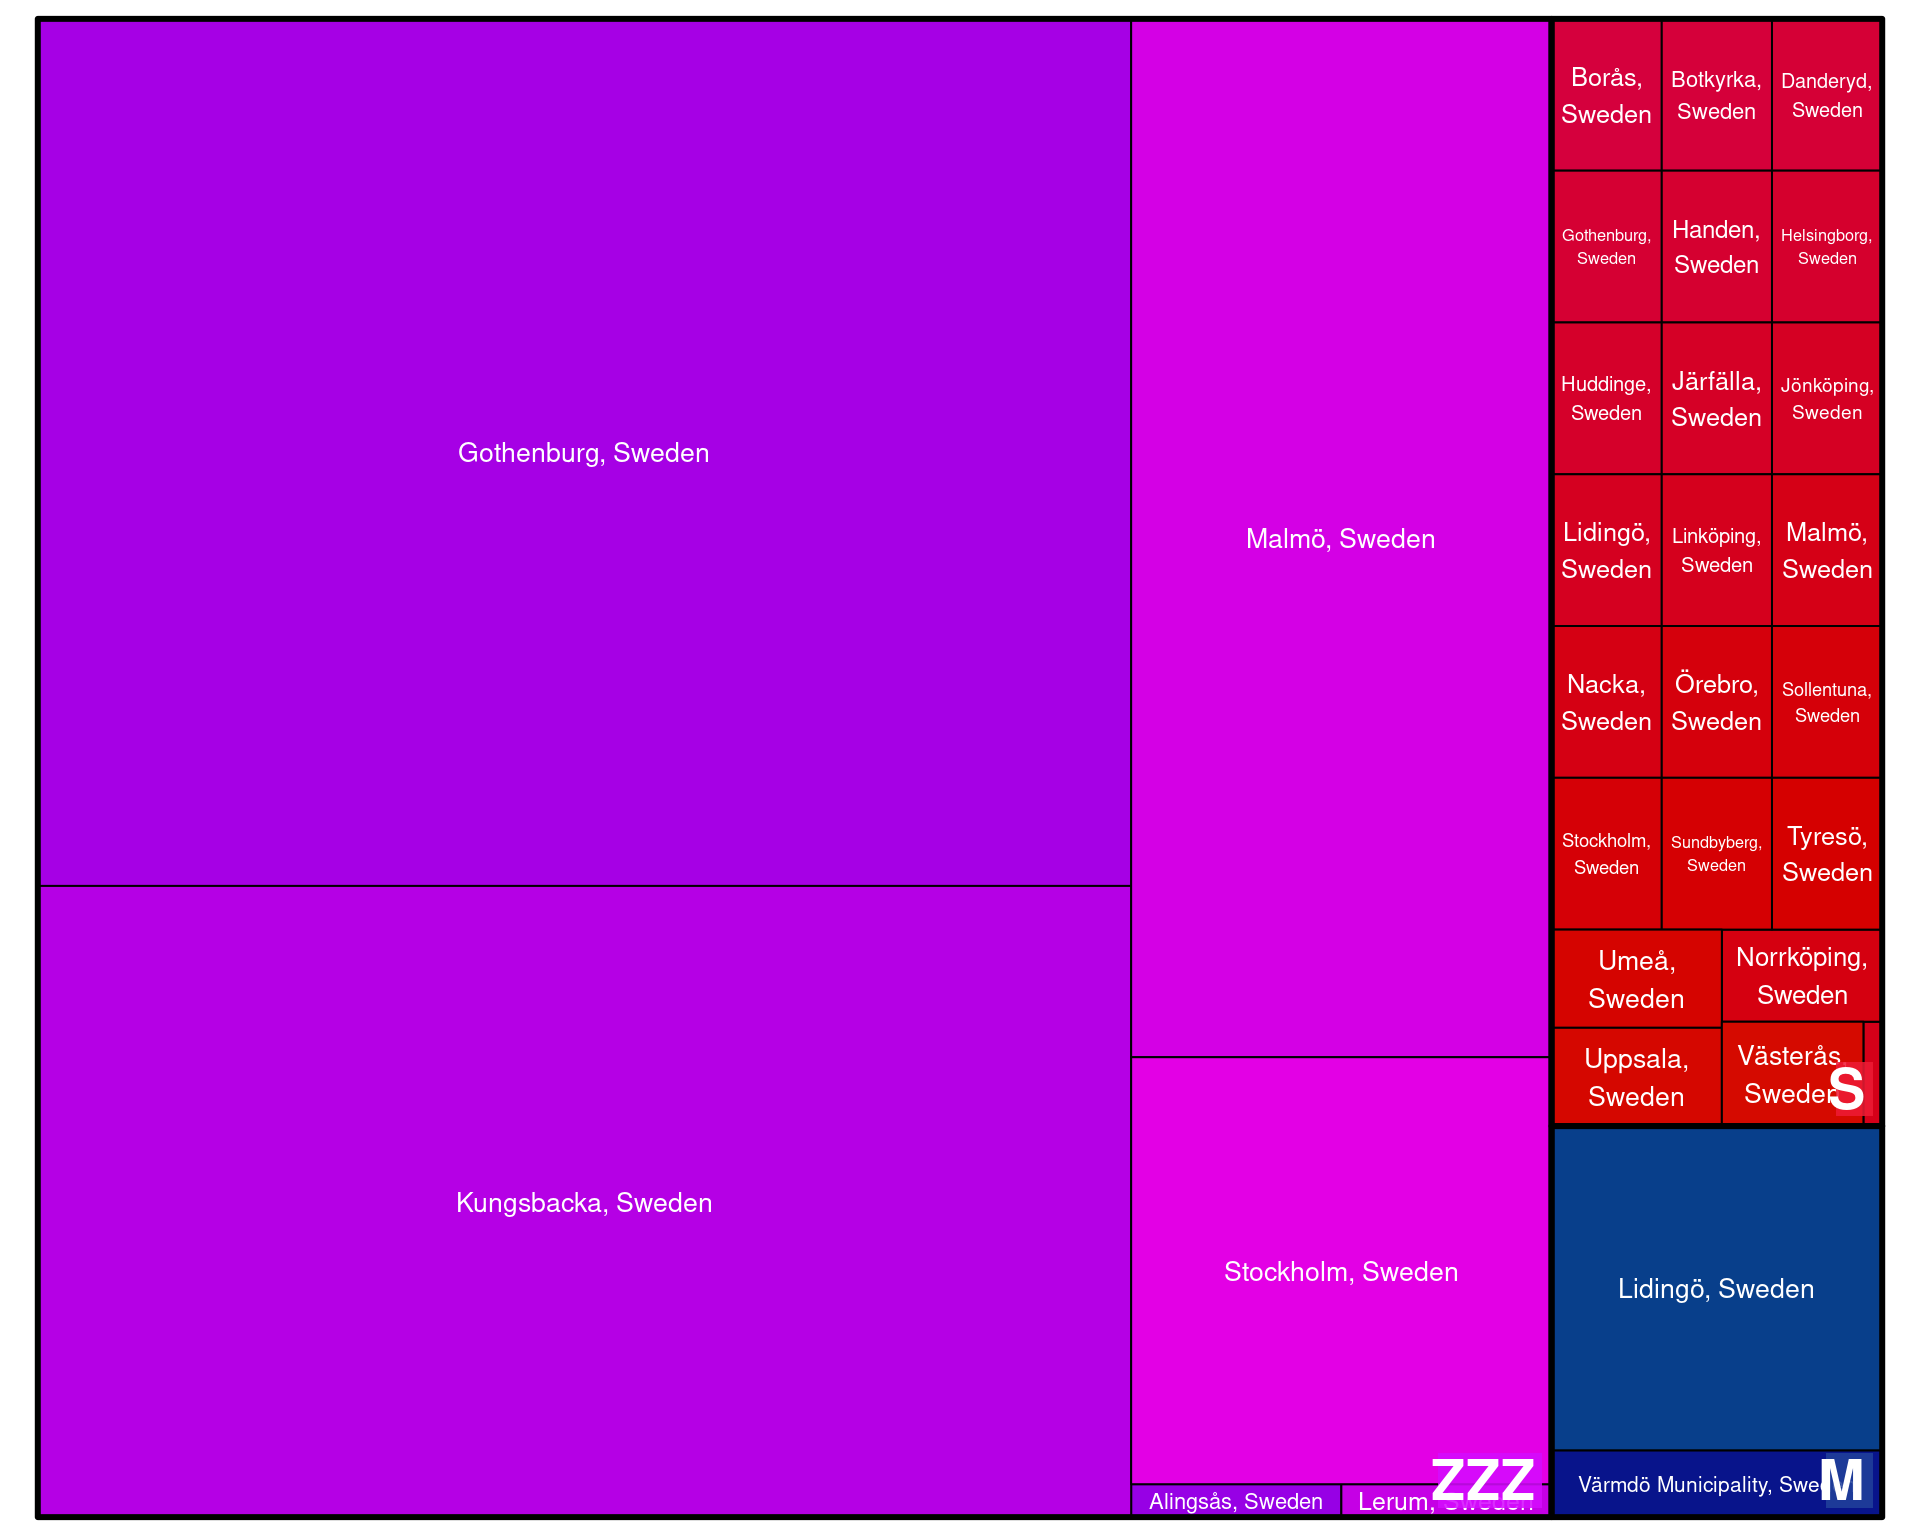 Gothenburg, Sweden
Kungsbacka, Sweden
Malmö, Sweden
Stockholm, Sweden
Alingsås, Sweden
Lerum, Sweden
ZZZ
Borås,
Sweden
Botkyrka,
Sweden
Danderyd,
Sweden
Gothenburg,
Sweden
Handen,
Sweden
Helsingborg,
Sweden
Huddinge,
Sweden
Järfälla,
Sweden
Jönköping,
Sweden
Lidingö,
Sweden
Linköping,
Sweden
Malmö,
Sweden
Nacka,
Sweden
Örebro,
Sweden
Sollentuna,
Sweden
Stockholm,
Sweden
Sundbyberg,
Sweden
Tyresö,
Sweden
Umeå,
Sweden
Norrköping,
Sweden
Uppsala,
Sweden
Västerås,
Sweden
S
Lidingö, Sweden
Värmdö Municipality, Swe
M